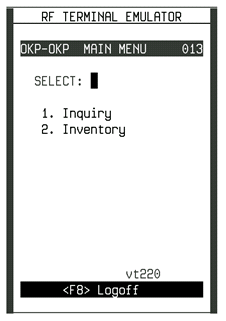 RF TERMINAL EMULATOR
OKP-OKP MAIN MENU 013
SELECT:
1. Inquiry
2. Inventory
vt220
<F8> Logoff